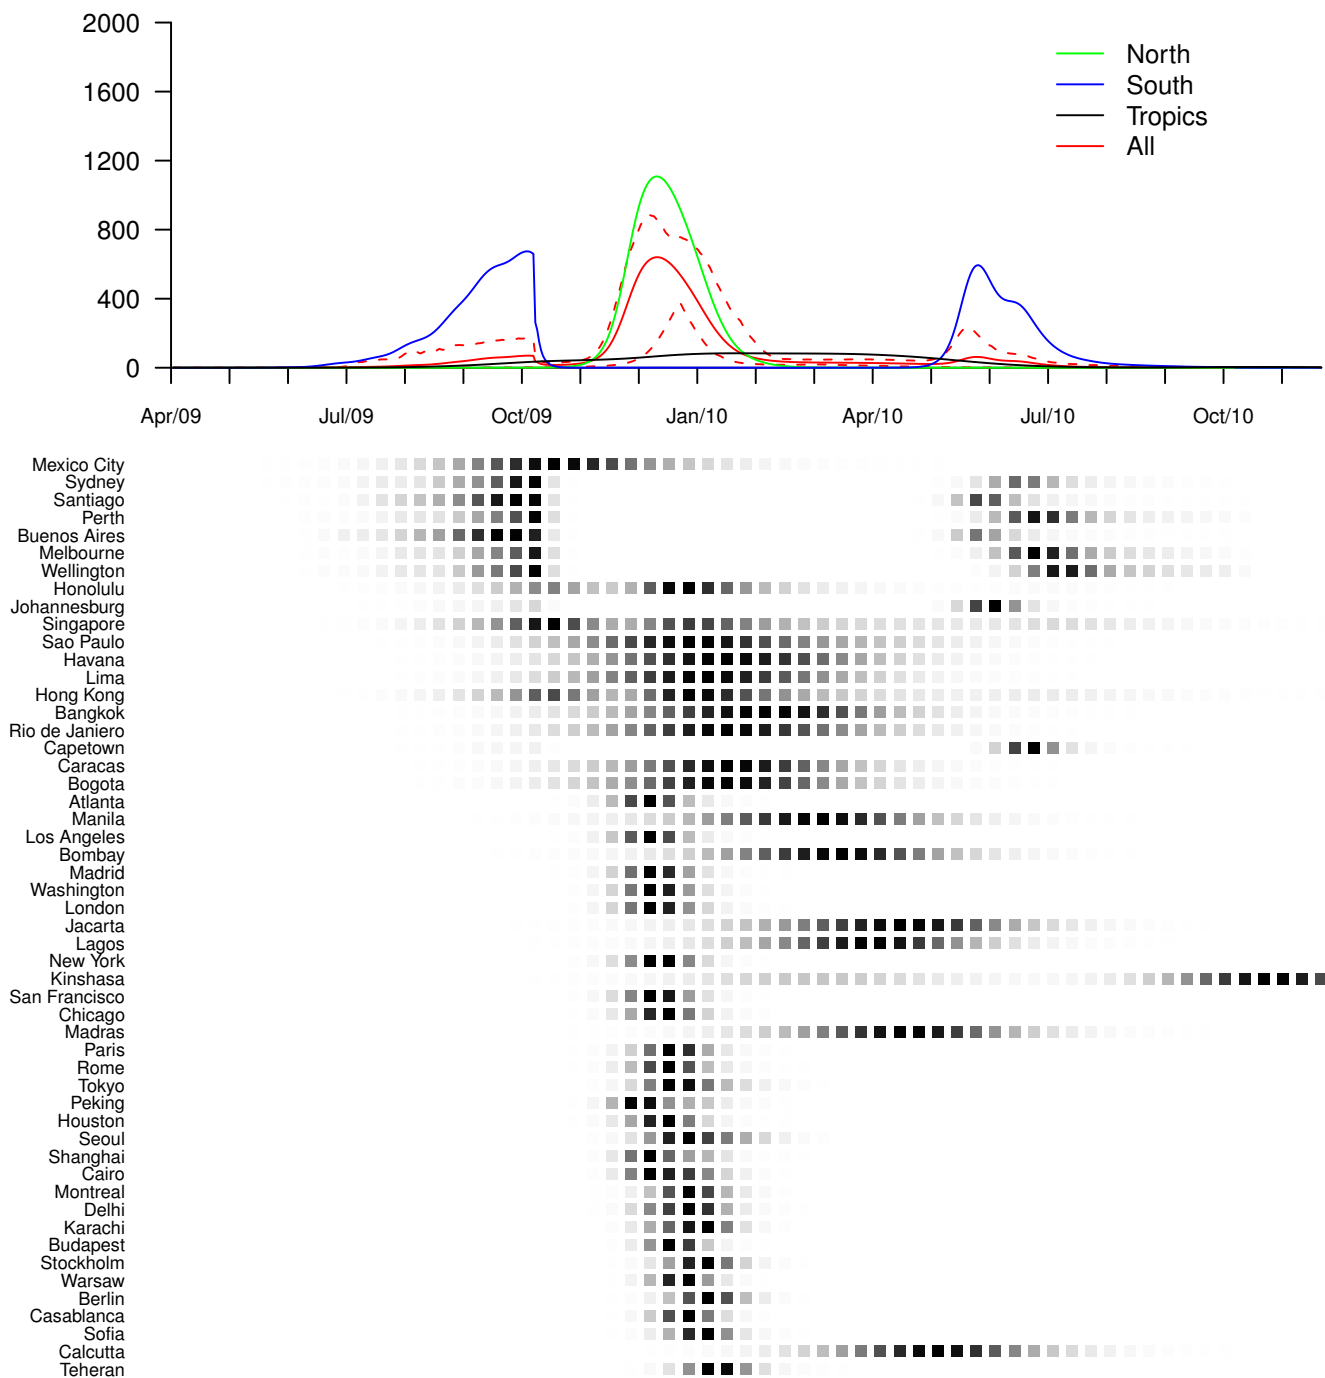 2000
1600
1200
800
400
0
North
South
Tropics
All
Apr/09 Jul/09 Oct/09 Jan/10 Apr/10 Jul/10 Oct/10
Mexico City
Sydney
Santiago
Perth
Buenos Aires
Melbourne
Wellington
Honolulu
Johannesburg
Singapore
Sao Paulo
Havana
Lima
Hong Kong
Bangkok
Rio de Janiero
Capetown
Caracas
Bogota
Atlanta
Manila
Los Angeles
Bombay
Madrid
Washington
London
Jacarta
Lagos
New York
Kinshasa
San Francisco
Chicago
Madras
Paris
Rome
Tokyo
Peking
Houston
Seoul
Shanghai
Cairo
Montreal
Delhi
Karachi
Budapest
Stockholm
Warsaw
Berlin
Casablanca
Sofia
Calcutta
Teheran